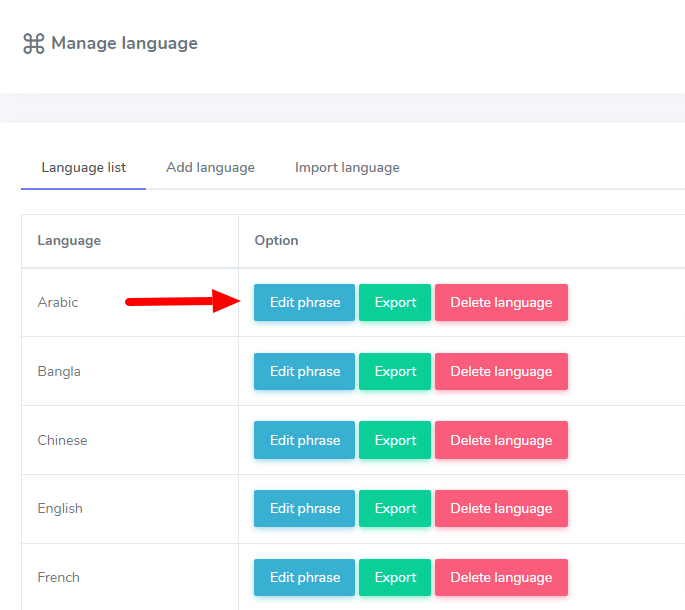 Manage language
Language list Add language Import language
Language Option
Arabic Edit phrase Export Delete language
Bangla Edit phrase Export Delete language
Chinese Edit phrase Export Delete language
English Edit phrase Export Delete language
French Edit phrase Export Delete language